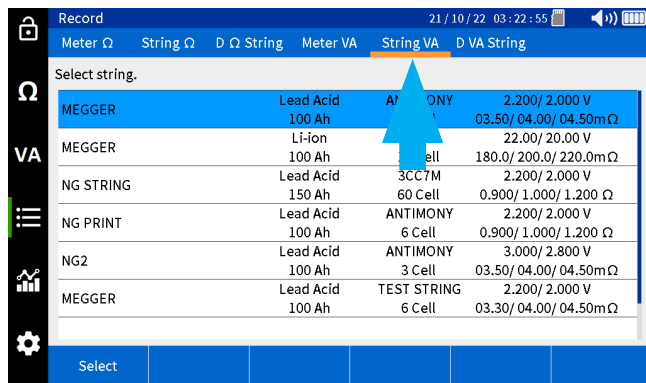 Record 21/10/22 03:22:55
Meter Ω String Ω D Ω String Meter VA String VA D VA String
Select string.
Ω
VA
MEGGER Lead Acid 2.200/ 2.000 V
100 Ah 03.50/ 04.00/ 04.50mΩ
MEGGER Li-ion 22.00/ 20.00 V
100 Ah 180.0/ 200.0/ 220.0mΩ
NG STRING Lead Acid 3CC7M 2.200/ 2.000 V
150 Ah 60 Cell 0.900/ 1.000/ 1.200 Ω
NG PRINT Lead Acid ANTIMONY 2.200/ 2.000 V
100 Ah 6 Cell 0.900/ 1.000/ 1.200 Ω
NG2 Lead Acid ANTIMONY 3.000/ 2.800 V
100 Ah 3 Cell 03.50/ 04.00/ 04.50mΩ
MEGGER Lead Acid TEST STRING 2.200/ 2.000 V
100 Ah 6 Cell 03.30/ 04.00/ 04.50mΩ
Select